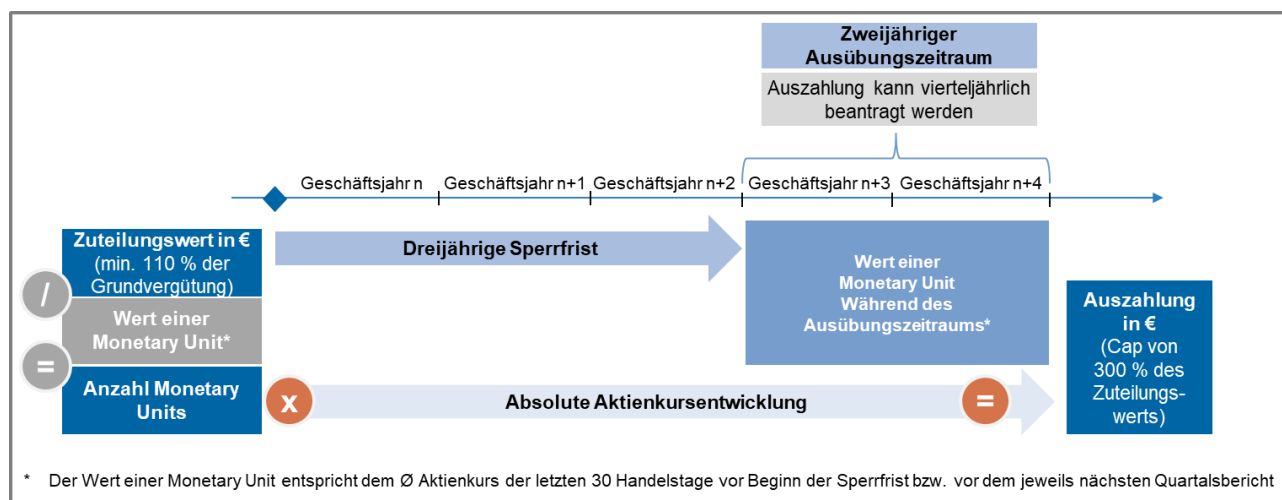 Zweijähriger
Ausübungszeitraum
Auszahlung kann vierteljährlich
beantragt werden
Geschäftsjahr n
Geschäftsjahr n+1
Geschäftsjahr n+2
Geschäftsjahr n+3
Geschäftsjahr n+4
Zuteilungswert in €
(min. 110 % der
Grundvergütung)
/
Wert einer
Monetary Unit*
=
Anzahl Monetary
Units
Dreijährige Sperrfrist
Wert einer
Monetary Unit
Während des
Ausübungszeitraums*
x
Absolute Aktienkursentwicklung
=
Auszahlung
in €
(Cap von
300 % des
Zuteilungs-
werts)
* Der Wert einer Monetary Unit entspricht dem Ø Aktienkurs der letzten 30 Handelstage vor Beginn der Sperrfrist bzw. vor dem jeweils nächsten Quartalsbericht